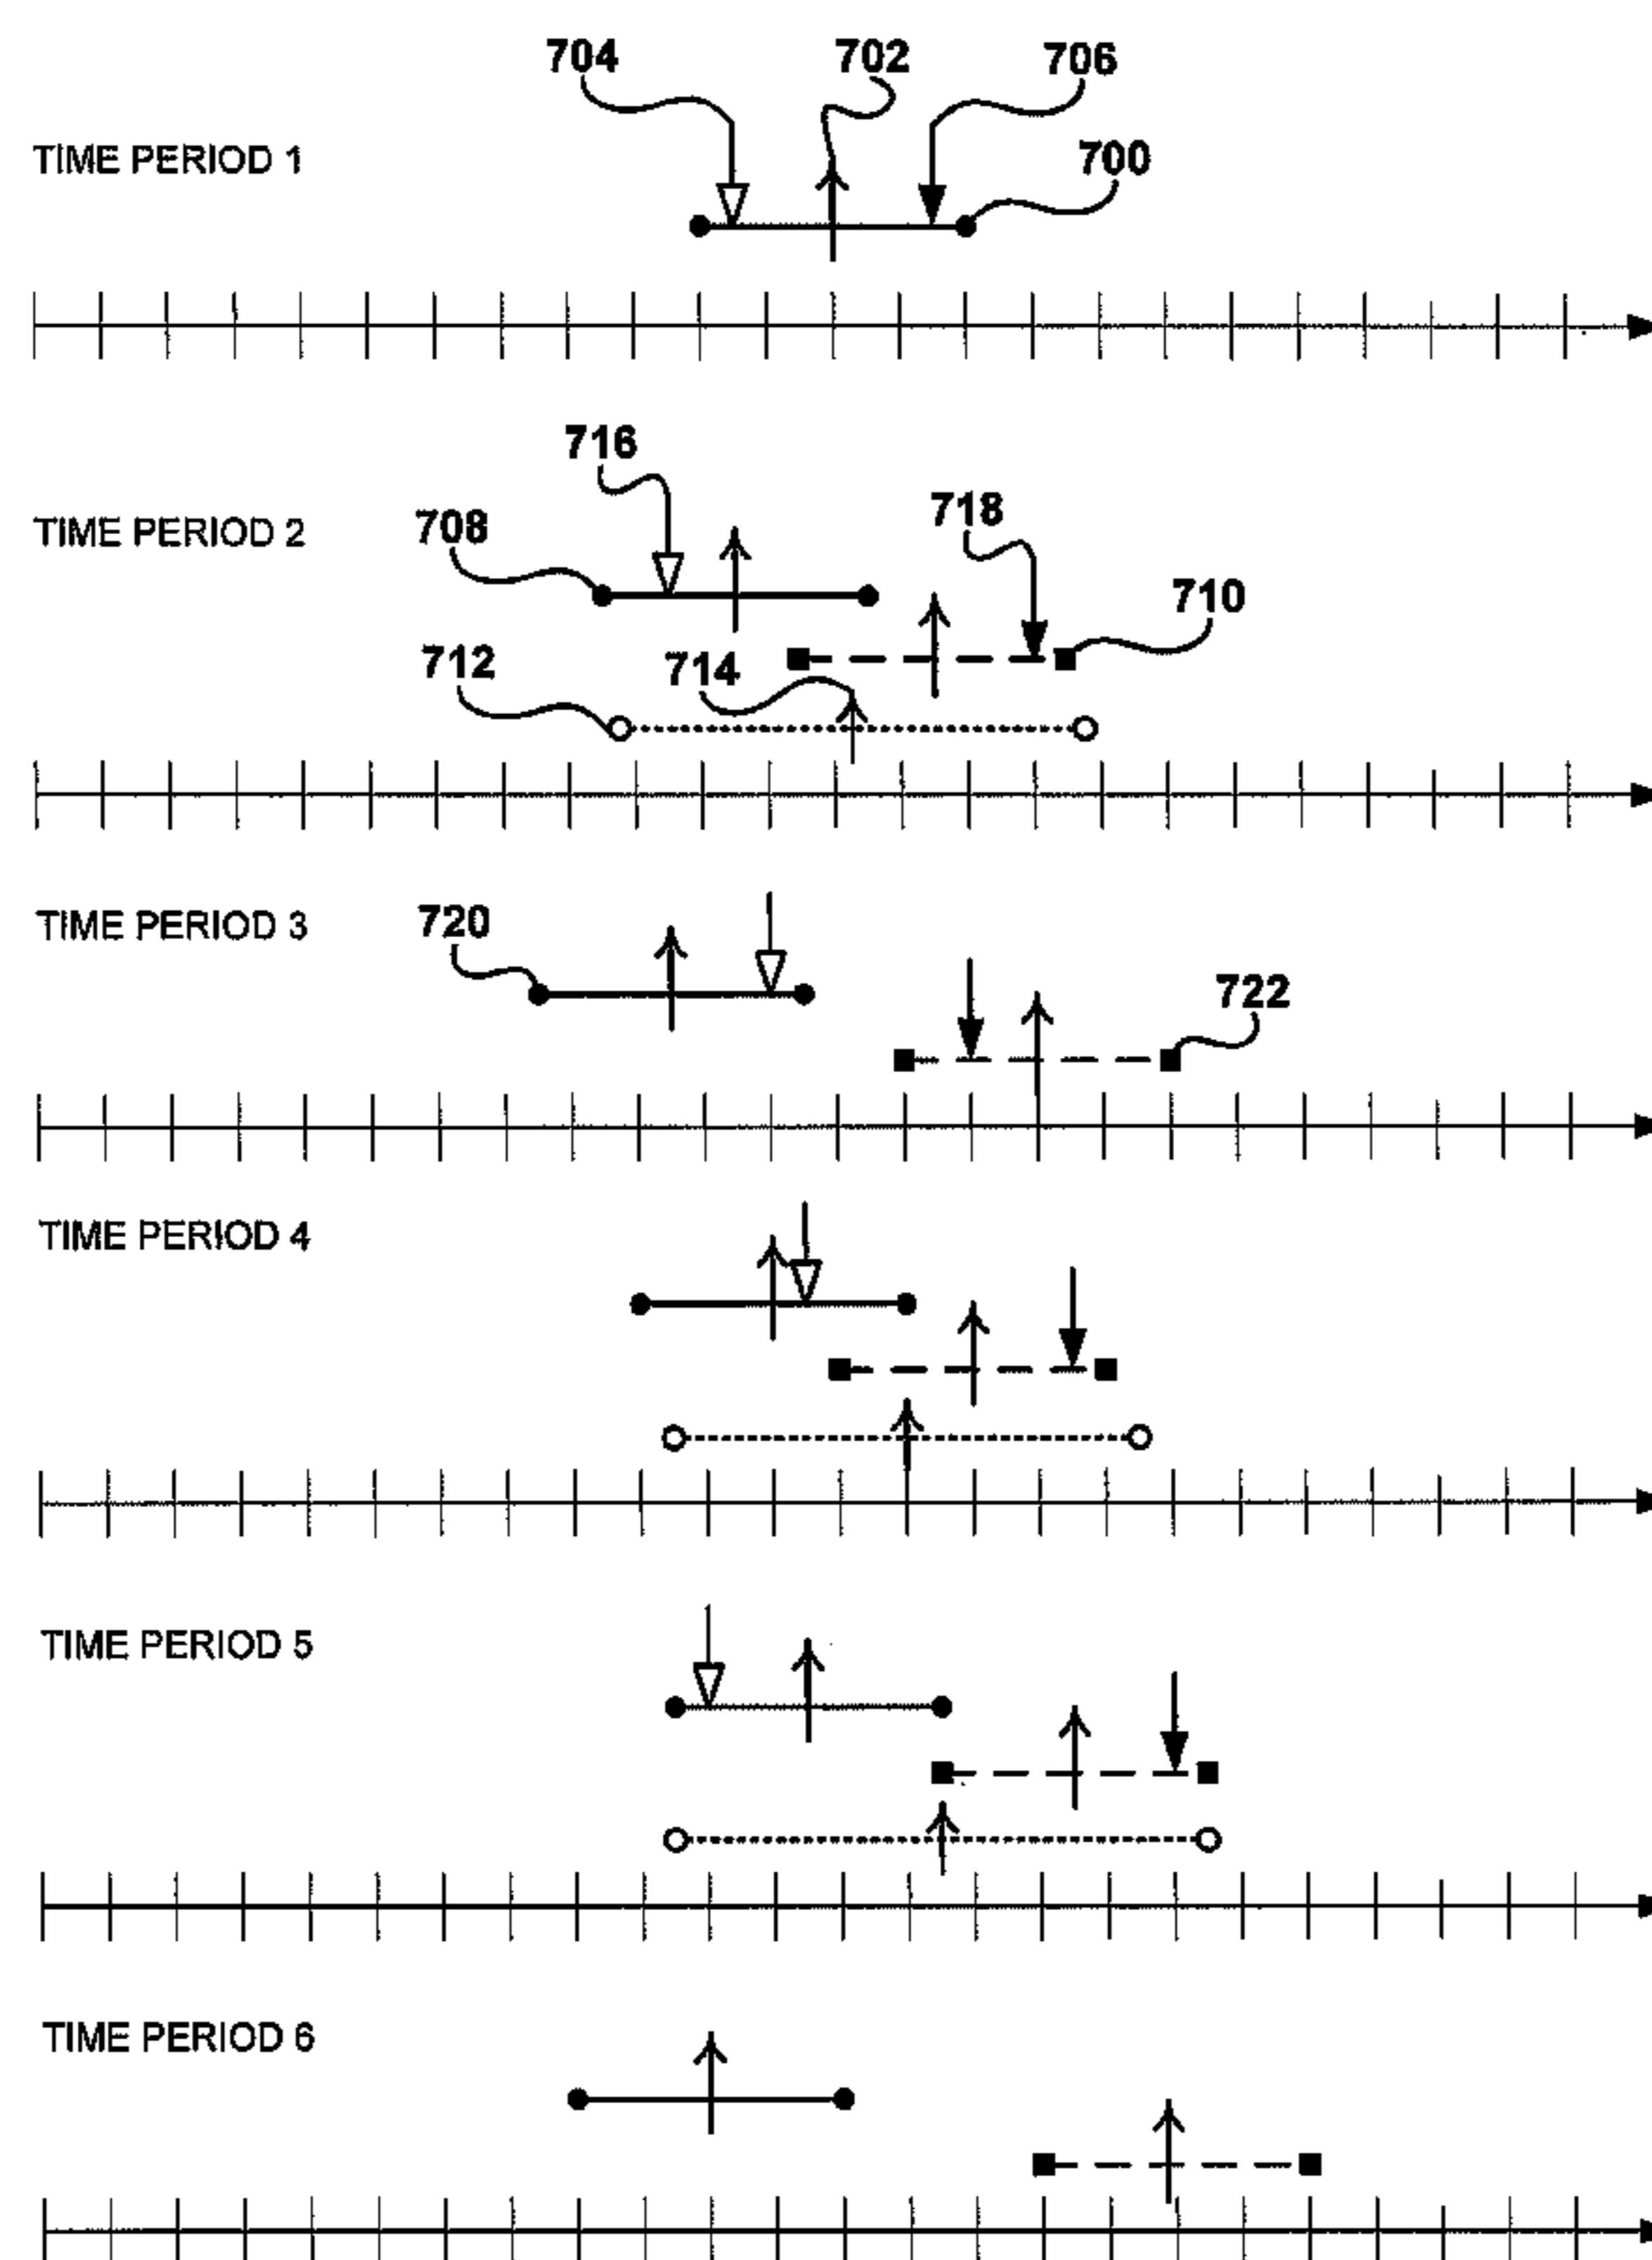 704 702 706
TIME PERIOD 1 700
716
TIME PERIOD 2 708 718
710
712 714
TIME PERIOD 3 720
722
TIME PERIOD 4
TIME PERIOD 5
TIME PERIOD 6